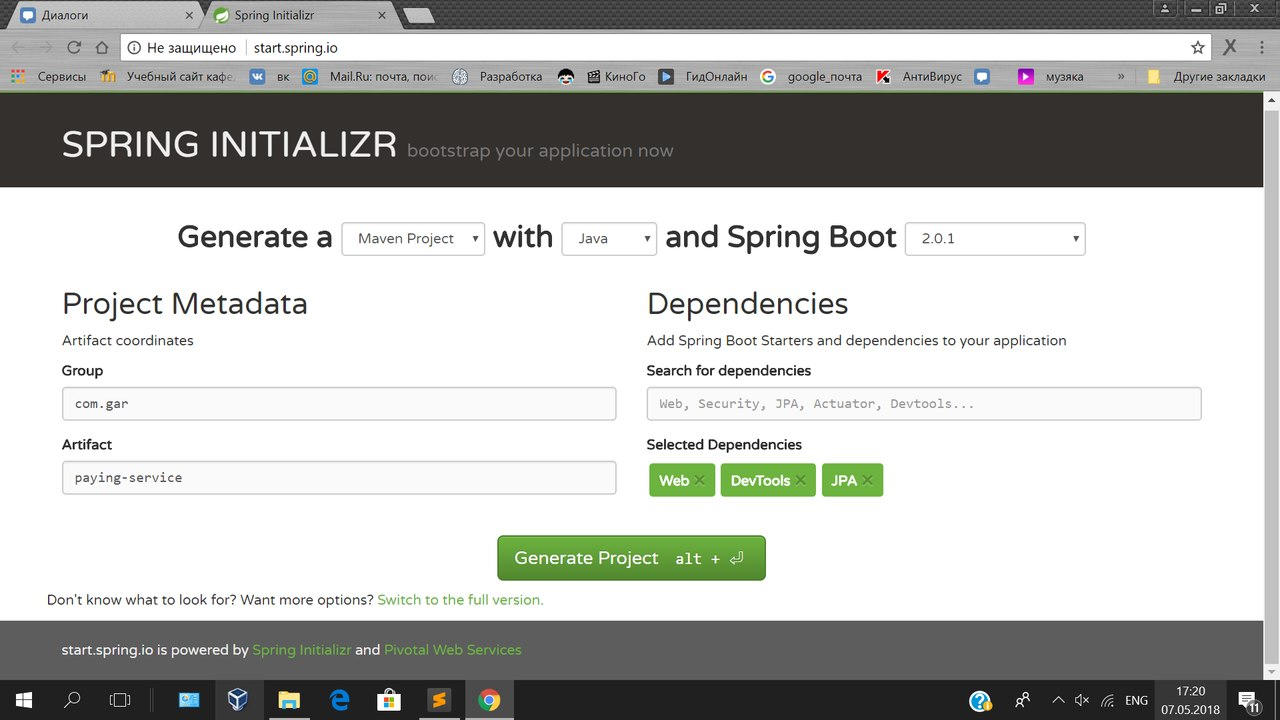 Диалоги
Spring Initializr
Не защищено start.spring.io
Сервисы Учебный сайт кафе вк Mail.Ru: почта, пои Разработка КиноГо ГидОнлайн google_почта АнтиВирус музяка » Другие закладки
SPRING INITIALIZR bootstrap your application now
Generate a Maven Project with Java and Spring Boot 2.0.1
Project Metadata
Artifact coordinates
Group
com.gar
Artifact
paying-service
Dependencies
Add Spring Boot Starters and dependencies to your application
Search for dependencies
Web, Security, JPA, Actuator, Devtools...
Selected Dependencies
Web DevTools JPA
Generate Project alt + ⏎
Don't know what to look for? Want more options? Switch to the full version.
start.spring.io is powered by Spring Initializr and Pivotal Web Services
ENG
17:20
07.05.2018
11